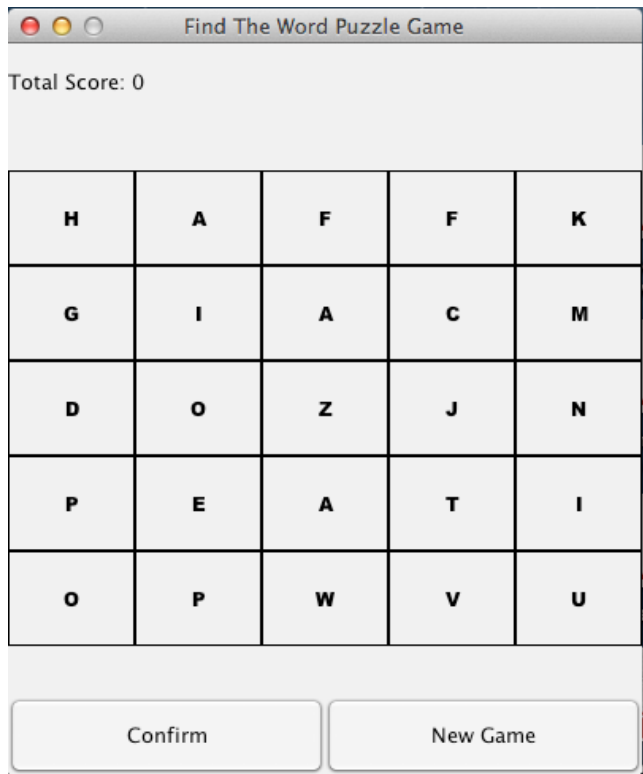 Find The Word Puzzle Game
Total Score: 0
H A F F K
G I A C M
D O Z J N
P E A T I
O P W V U
Confirm New Game